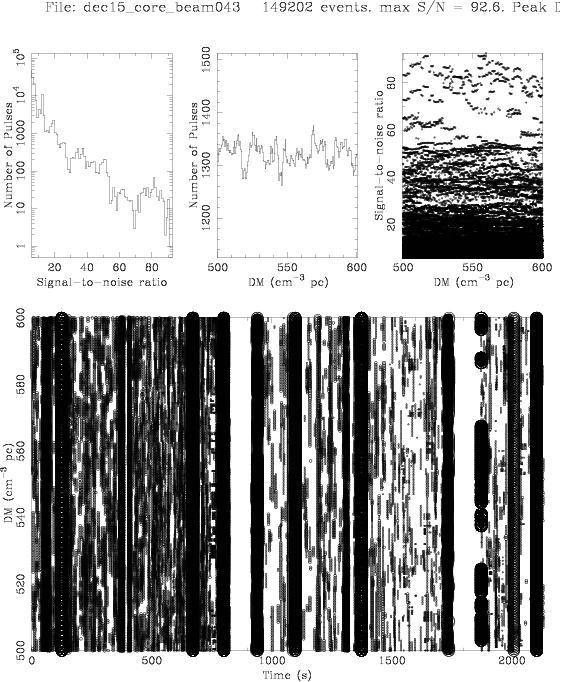 File: dec15_core_beam043 149202 events. max S/N = 92.6. Peak
10⁵
10⁴
1000
100
10
1
Number of Pulses
20 40 60 80
Signal−to−noise ratio
1500
1400
1300
1200
Number of Pulses
500 550 600
DM (cm⁻³ pc)
80
60
40
20
Signal−to−noise ratio
500 550 600
DM (cm⁻³ pc)
600
580
560
540
520
500
DM (cm⁻³ pc)
0 500 1000 1500 2000
Time (s)